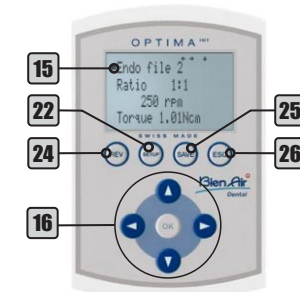 OPTIMA INT
15
Endo file 2
Ratio 1:1
250 rpm
Torque 1.01Ncm
SWISS MADE
22
25
24
REV
SETUP
SAVE
ESC
26
Bien Air
Dental
16
OK